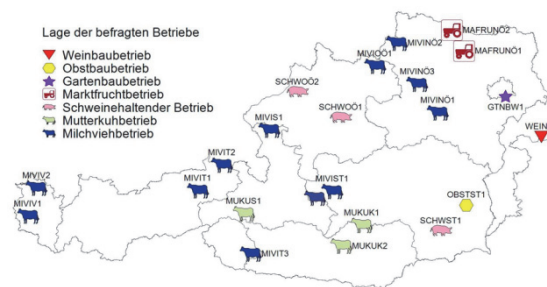 Lage der befragten Betriebe
Weinbaubetrieb
Obstbaubetrieb
Gartenbaubetrieb
Marktfruchtbetrieb
Schweinehaltender Betrieb
Mutterkuhbetrieb
Milchviehbetrieb
MAFRUNÖ2
MIVINÖ2
MAFRUNÖ1
MIVIOÖ1
SCHWOÖ2
MIVINÖ3
SCHWOÖ1
MIVINÖ1
GTNBW1
MIVIS1
WEIN
MIVIT2
MIVIV2
MIVIT1
MIVIST1
MIVIV1
MUKUS1
OBSTST1
MUKUK1
SCHWST1
MIVIT3
MUKUK2